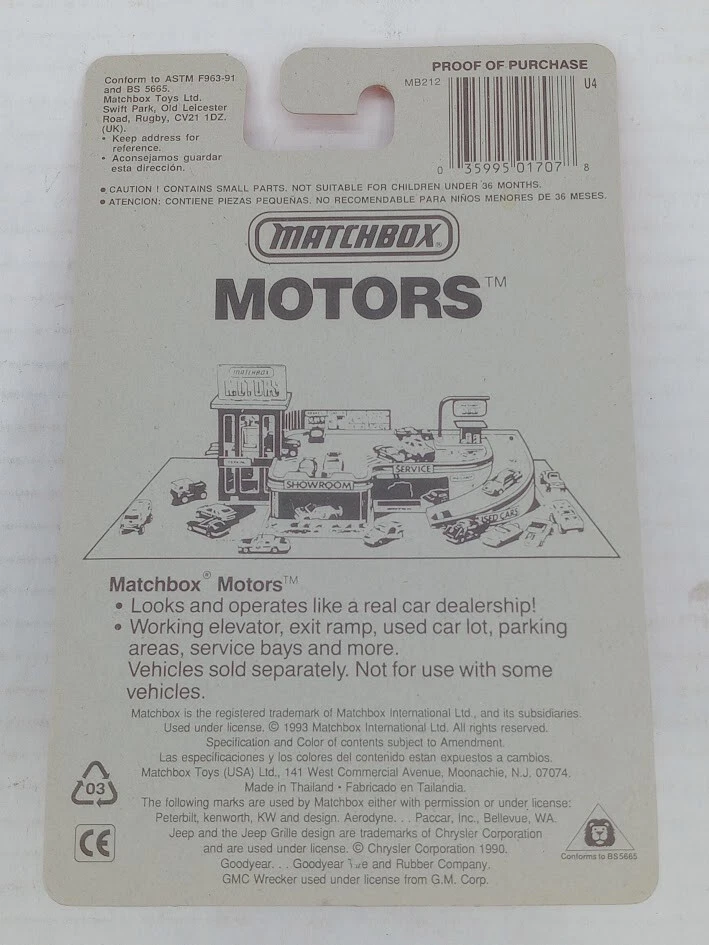 Conform to ASTM F963-91
and BS 5665.
Matchbox Toys Ltd.
Swift Park, Old Leicester
Road, Rugby, CV21 1DZ.
(UK).
• Keep address for
reference.
• Aconsejamos guardar
esta dirección.
PROOF OF PURCHASE
MB212
U4
0 35995 01707 8
• CAUTION ! CONTAINS SMALL PARTS. NOT SUITABLE FOR CHILDREN UNDER 36 MONTHS.
• ATENCION: CONTIENE PIEZAS PEQUEÑAS. NO RECOMENDABLE PARA NIÑOS MENORES DE 36 MESES.
MATCHBOX®
MOTORS™
MATCHBOX
MOTORS
SHOWROOM
SERVICE
USED CARS
Matchbox® Motors™
• Looks and operates like a real car dealership!
• Working elevator, exit ramp, used car lot, parking
areas, service bays and more.
Vehicles sold separately. Not for use with some
vehicles.
Matchbox is the registered trademark of Matchbox International Ltd., and its subsidiaries.
Used under license. © 1993 Matchbox International Ltd. All rights reserved.
Specification and Color of contents subject to Amendment.
Las especificaciones y los colores del contenido estan expuestos a cambios.
Matchbox Toys (USA) Ltd., 141 West Commercial Avenue, Moonachie, N.J. 07074.
Made in Thailand • Fabricado en Tailandia.
The following marks are used by Matchbox either with permission or under license:
Peterbilt, kenworth, KW and design. Aerodyne. . . Paccar, Inc., Bellevue, WA.
Jeep and the Jeep Grille design are trademarks of Chrysler Corporation
and are used under license. © Chrysler Corporation 1990.
Goodyear. . . Goodyear and Rubber Company.
GMC Wrecker used under license from G.M. Corp.
03
CE
Conforms to BS5665